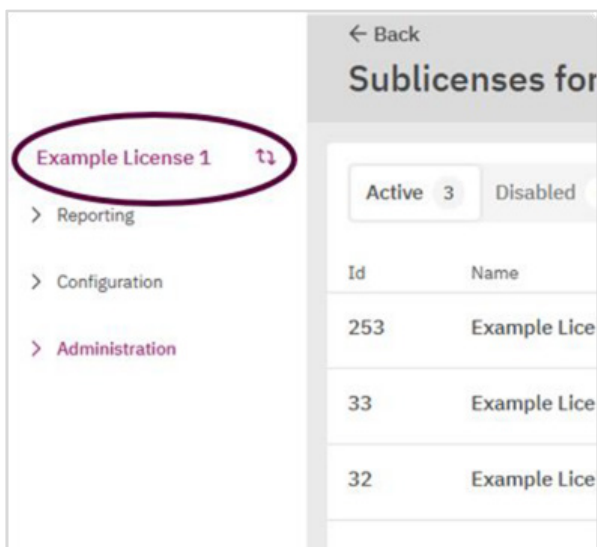 ← Back
Sublicenses for
Example License 1
Reporting
Configuration
Administration
Active 3 Disabled
Id Name
253 Example Lice
33 Example Lice
32 Example Lice